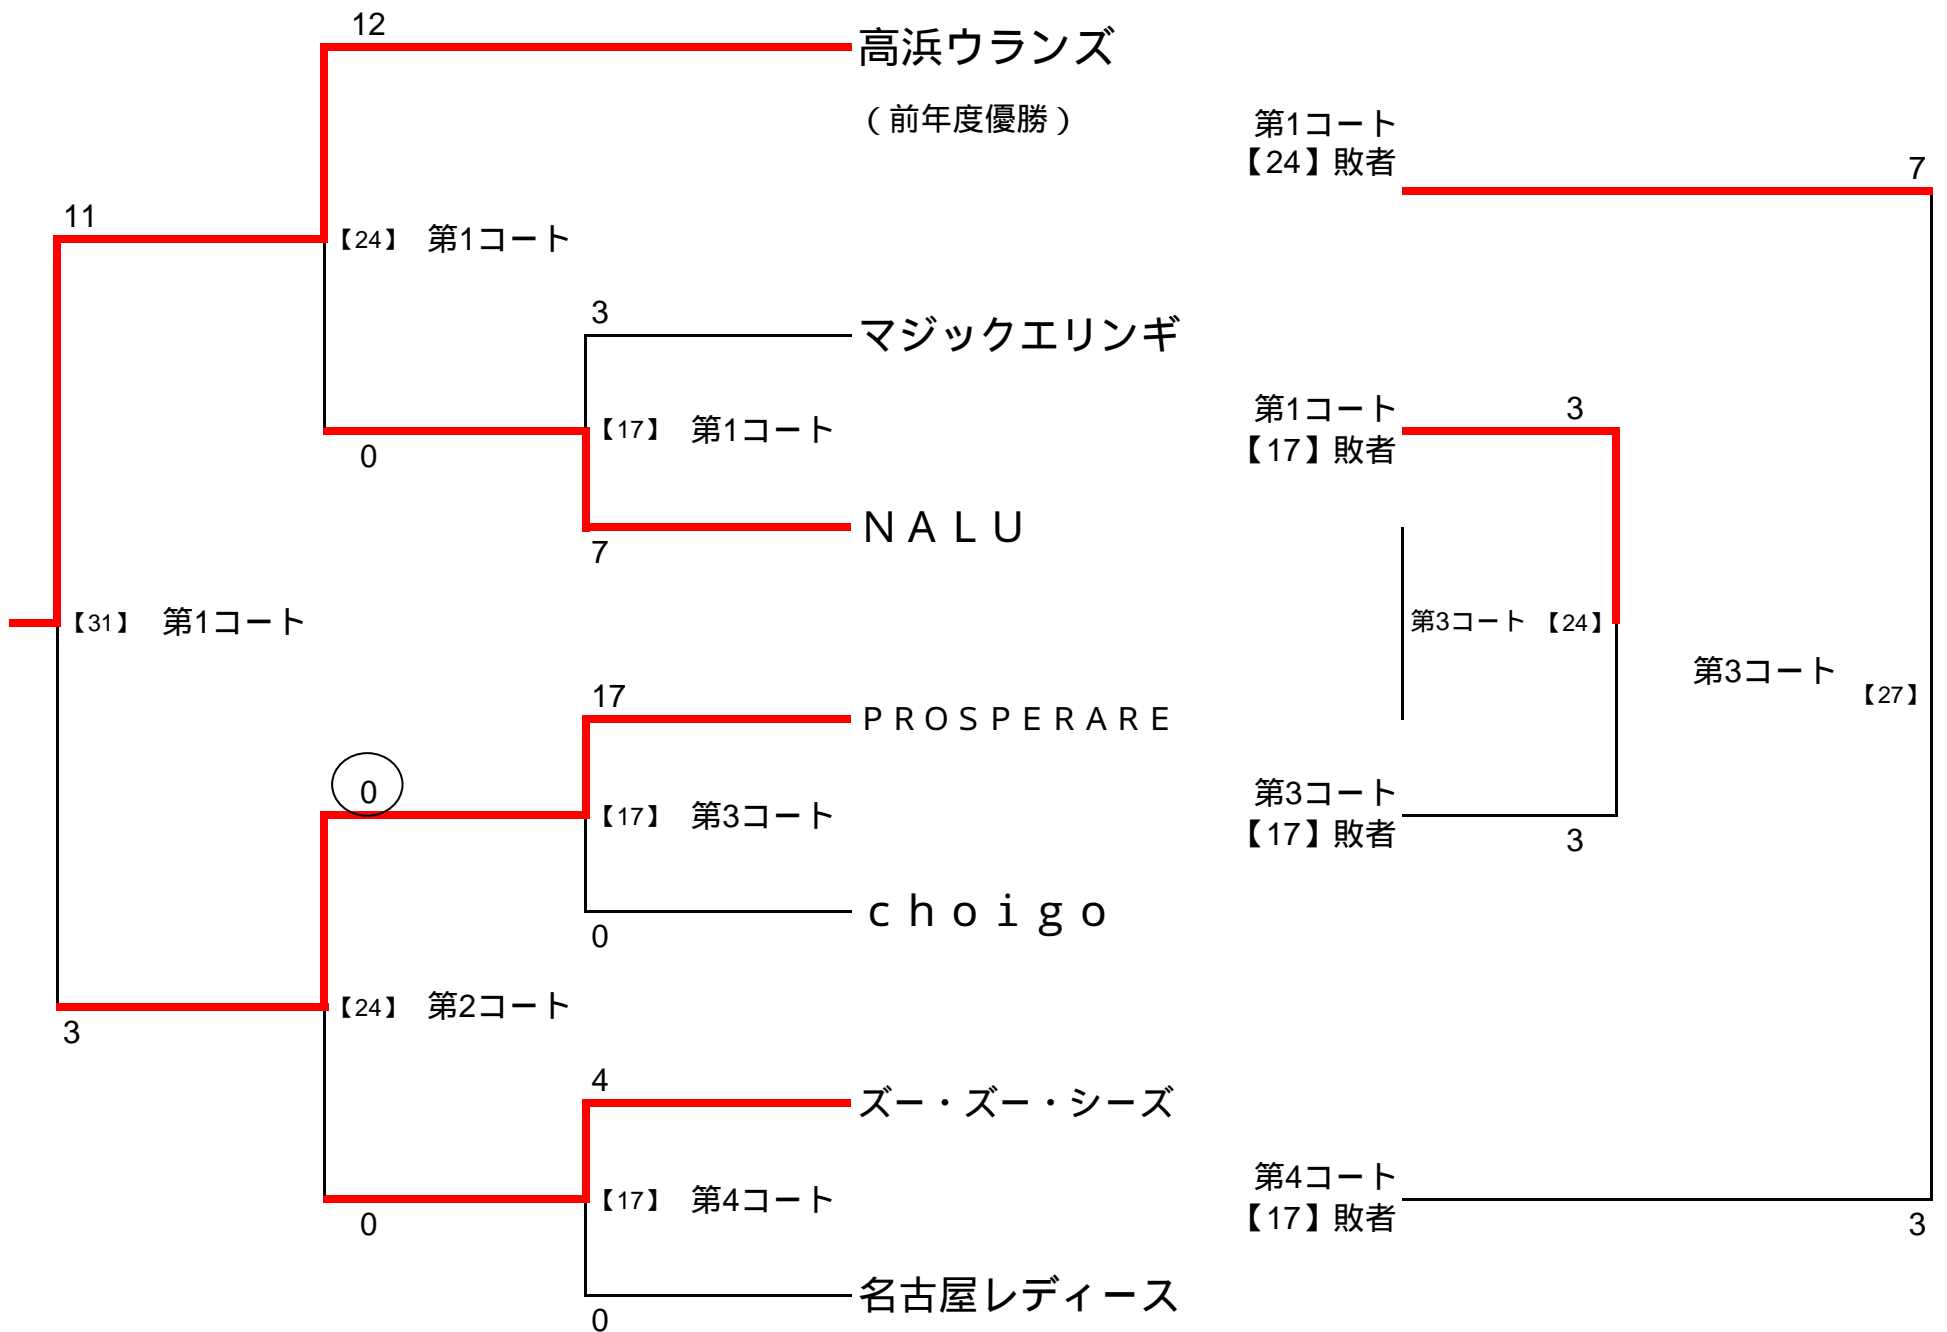 12
高浜ウランズ
（前年度優勝）
11
【24】 第1コート
3
マジックエリンギ
【17】 第1コート
0
ＮＡＬＵ
7
【31】 第1コート
17
ＰＲＯＳＰＥＲＡＲＥ
0
【17】 第3コート
ｃｈｏｉｇｏ
0
【24】 第2コート
3
4
ズー・ズー・シーズ
【17】 第4コート
0
名古屋レディース
0
第1コート
【24】敗者
7
第1コート
【17】敗者
3
第3コート 【24】
第3コート
【27】
第3コート
【17】敗者
3
第4コート
【17】敗者
3